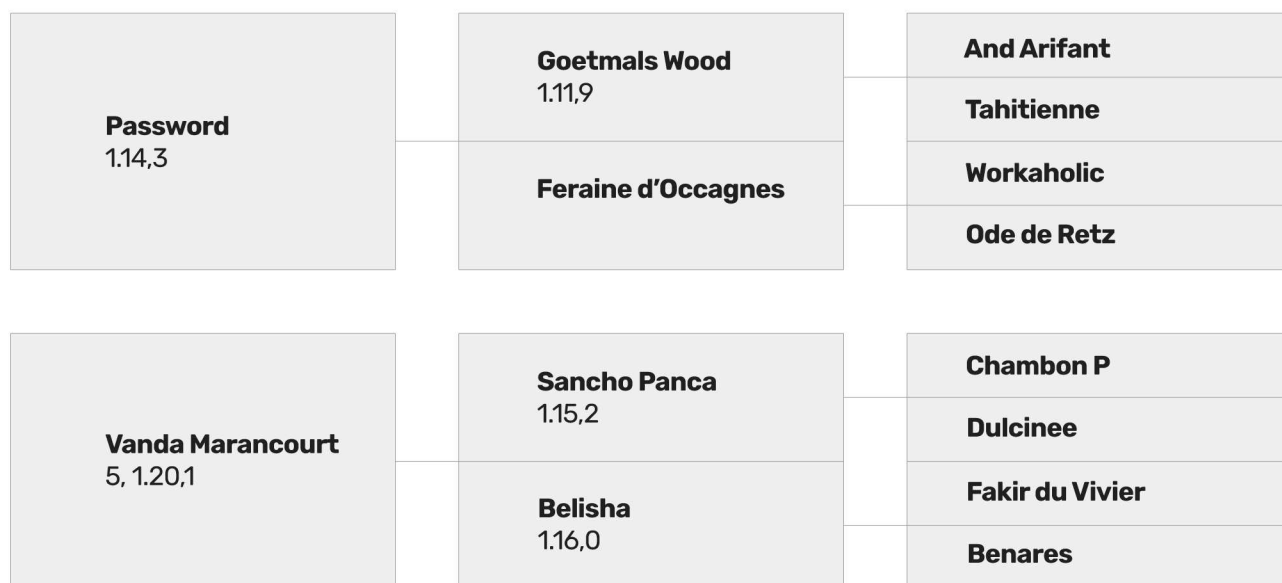 Password
1.14,3
Goetmals Wood
1.11,9
Feraine d’Occagnes
And Arifant
Tahitienne
Workaholic
Ode de Retz
Vanda Marancourt
5, 1.20,1
Sancho Panca
1.15,2
Belisha
1.16,0
Chambon P
Dulcinee
Fakir du Vivier
Benares